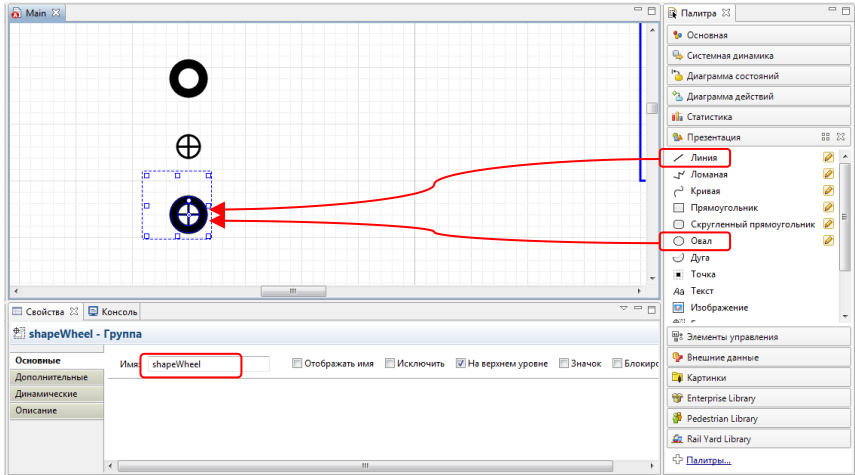 Main
Палитра
Основная
Системная динамика
Диаграмма состояний
Диаграмма действий
Статистика
Презентация
Линия
Ломаная
Кривая
Прямоугольник
Скругленный прямоугольник
Овал
Дуга
Точка
Aa Текст
Изображение
Элементы управления
Внешние данные
Картинки
Enterprise Library
Pedestrian Library
Rail Yard Library
Палитры...
Свойства
Консоль
shapeWheel - Группа
Основные
Дополнительные
Динамические
Описание
Имя: shapeWheel
Отображать имя Исключить На верхнем уровне Значок Блокирс